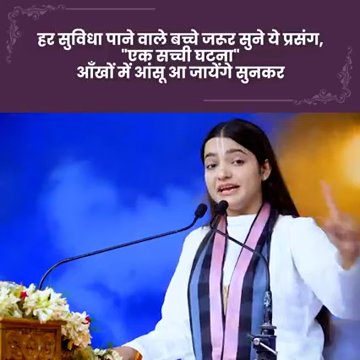 हर सुविधा पाने वाले बच्चे जरूर सुने ये प्रसंग,
"एक सच्ची घटना"
आँखों में आंसू आ जायेंगे सुनकर